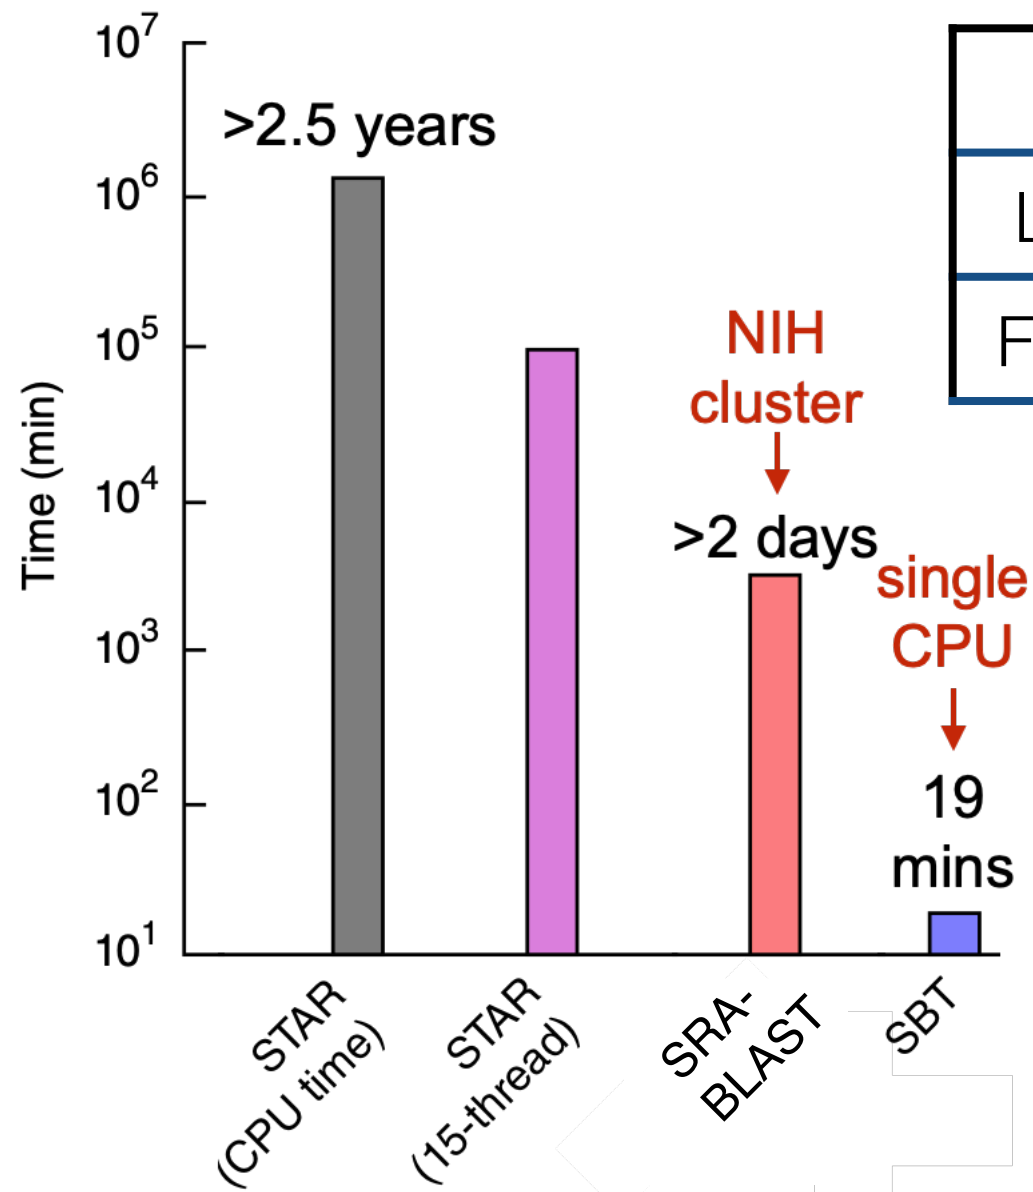 10^7
>2.5 years
10^6
L
NIH
cluster
F
10^5
Time (min)
10^4
>2 days
single
CPU
10^3
10^2
19
mins
10^1
STAR
(CPU time)
STAR
(15-thread)
SRA-
BLAST
SBT